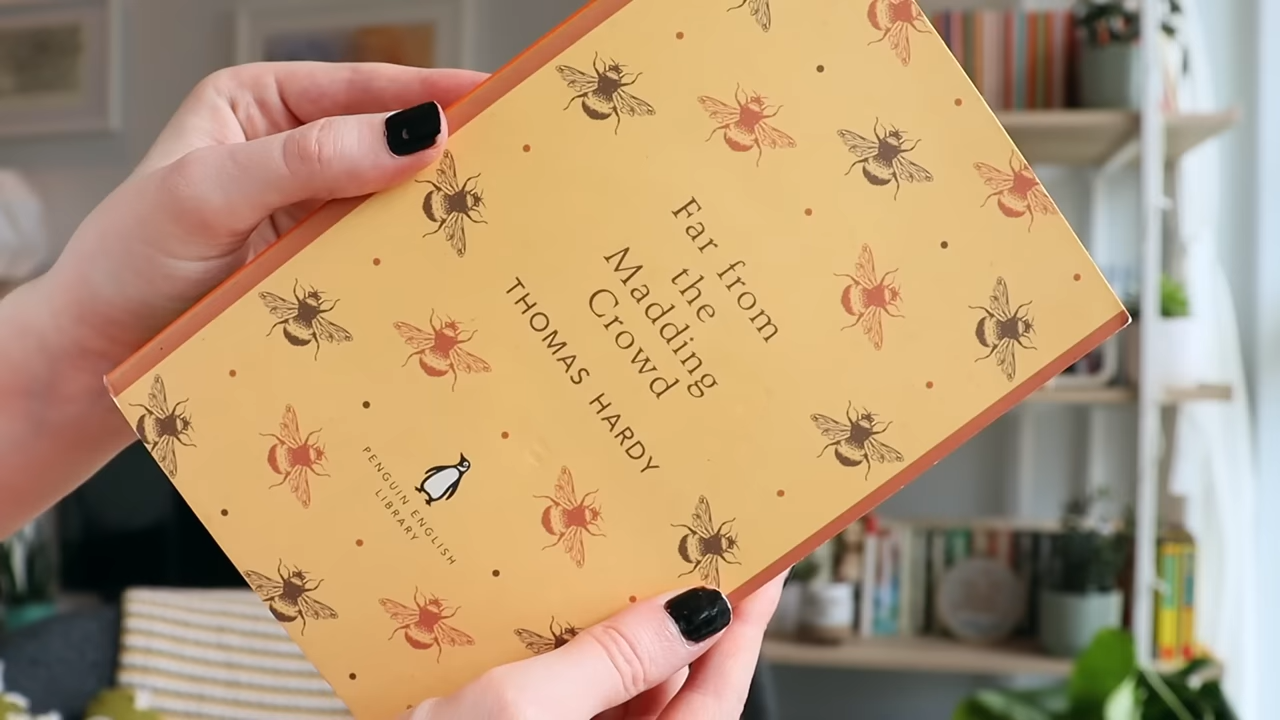 Far from
the
Madding
Crowd
THOMAS HARDY
PENGUIN ENGLISH
LIBRARY